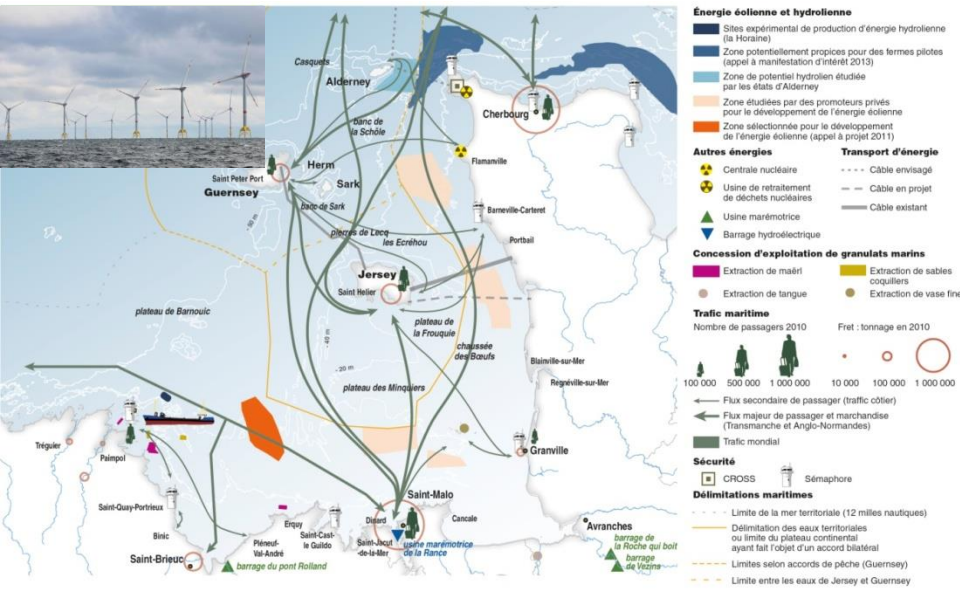 Casquets
Alderney
banc de
la Schôle
Cherbourg
Herm
Saint Peter Port
Sark
Guernsey
Flamanville
banc de Sark
Barneville-Carteret
pierres de Lecq
les Ecréhou
Portbail
- 50 m
Jersey
Saint Helier
plateau de Barnouic
plateau de
la Frouquie
chaussée
des Bœufs
- 40 m
Blainville-sur-Mer
- 20 m
Regnéville-sur-Mer
plateau des Minquiers
Tréguier
Paimpol
Granville
Saint-Malo
Saint-Quay-Portrieux
Binic
Erquy
Saint-Cast-
le Guildo
Dinard
Cancale
Avranches
Saint-Jacut
-de-la-Mer
usine marémotrice
de la Rance
Pléneuf-
Val-André
Saint-Brieuc
barrage du pont Rolland
barrage de
la Roche qui boit
barrage
de Vezins
Énergie éolienne et hydrolienne
Sites expérimental de production d'énergie hydrolienne
(la Horaine)
Zone potentiellement propices pour des fermes pilotes
(appel à manifestation d'intérêt 2013)
Zone de potentiel hydrolien étudiée
par les états d'Alderney
Zone étudiées par des promoteurs privés
pour le développement de l'énergie éolienne
Zone sélectionnée pour le développement
de l'énergie éolienne (appel à projet 2011)
Autres énergies
Centrale nucléaire
Usine de retraitement
de déchets nucléaires
Usine marémotrice
Barrage hydroélectrique
Transport d'énergie
Câble envisagé
Câble en projet
Câble existant
Concession d'exploitation de granulats marins
Extraction de maërl
Extraction de sables
coquilliers
Extraction de tangue
Extraction de vase fine
Trafic maritime
Nombre de passagers 2010
Fret : tonnage en 2010
100 000
500 000
1 000 000
10 000
100 000
1 000 000
Flux secondaire de passager (traffic côtier)
Flux majeur de passager et marchandise
(Transmanche et Anglo-Normandes)
Trafic mondial
Sécurité
CROSS
Sémaphore
Délimitations maritimes
Limite de la mer territoriale (12 milles nautiques)
Délimitation des eaux territoriales
ou limite du plateau continental
ayant fait l'objet d'un accord bilatéral
Limites selon accords de pêche (Guernsey)
Limite entre les eaux de Jersey et Guernsey